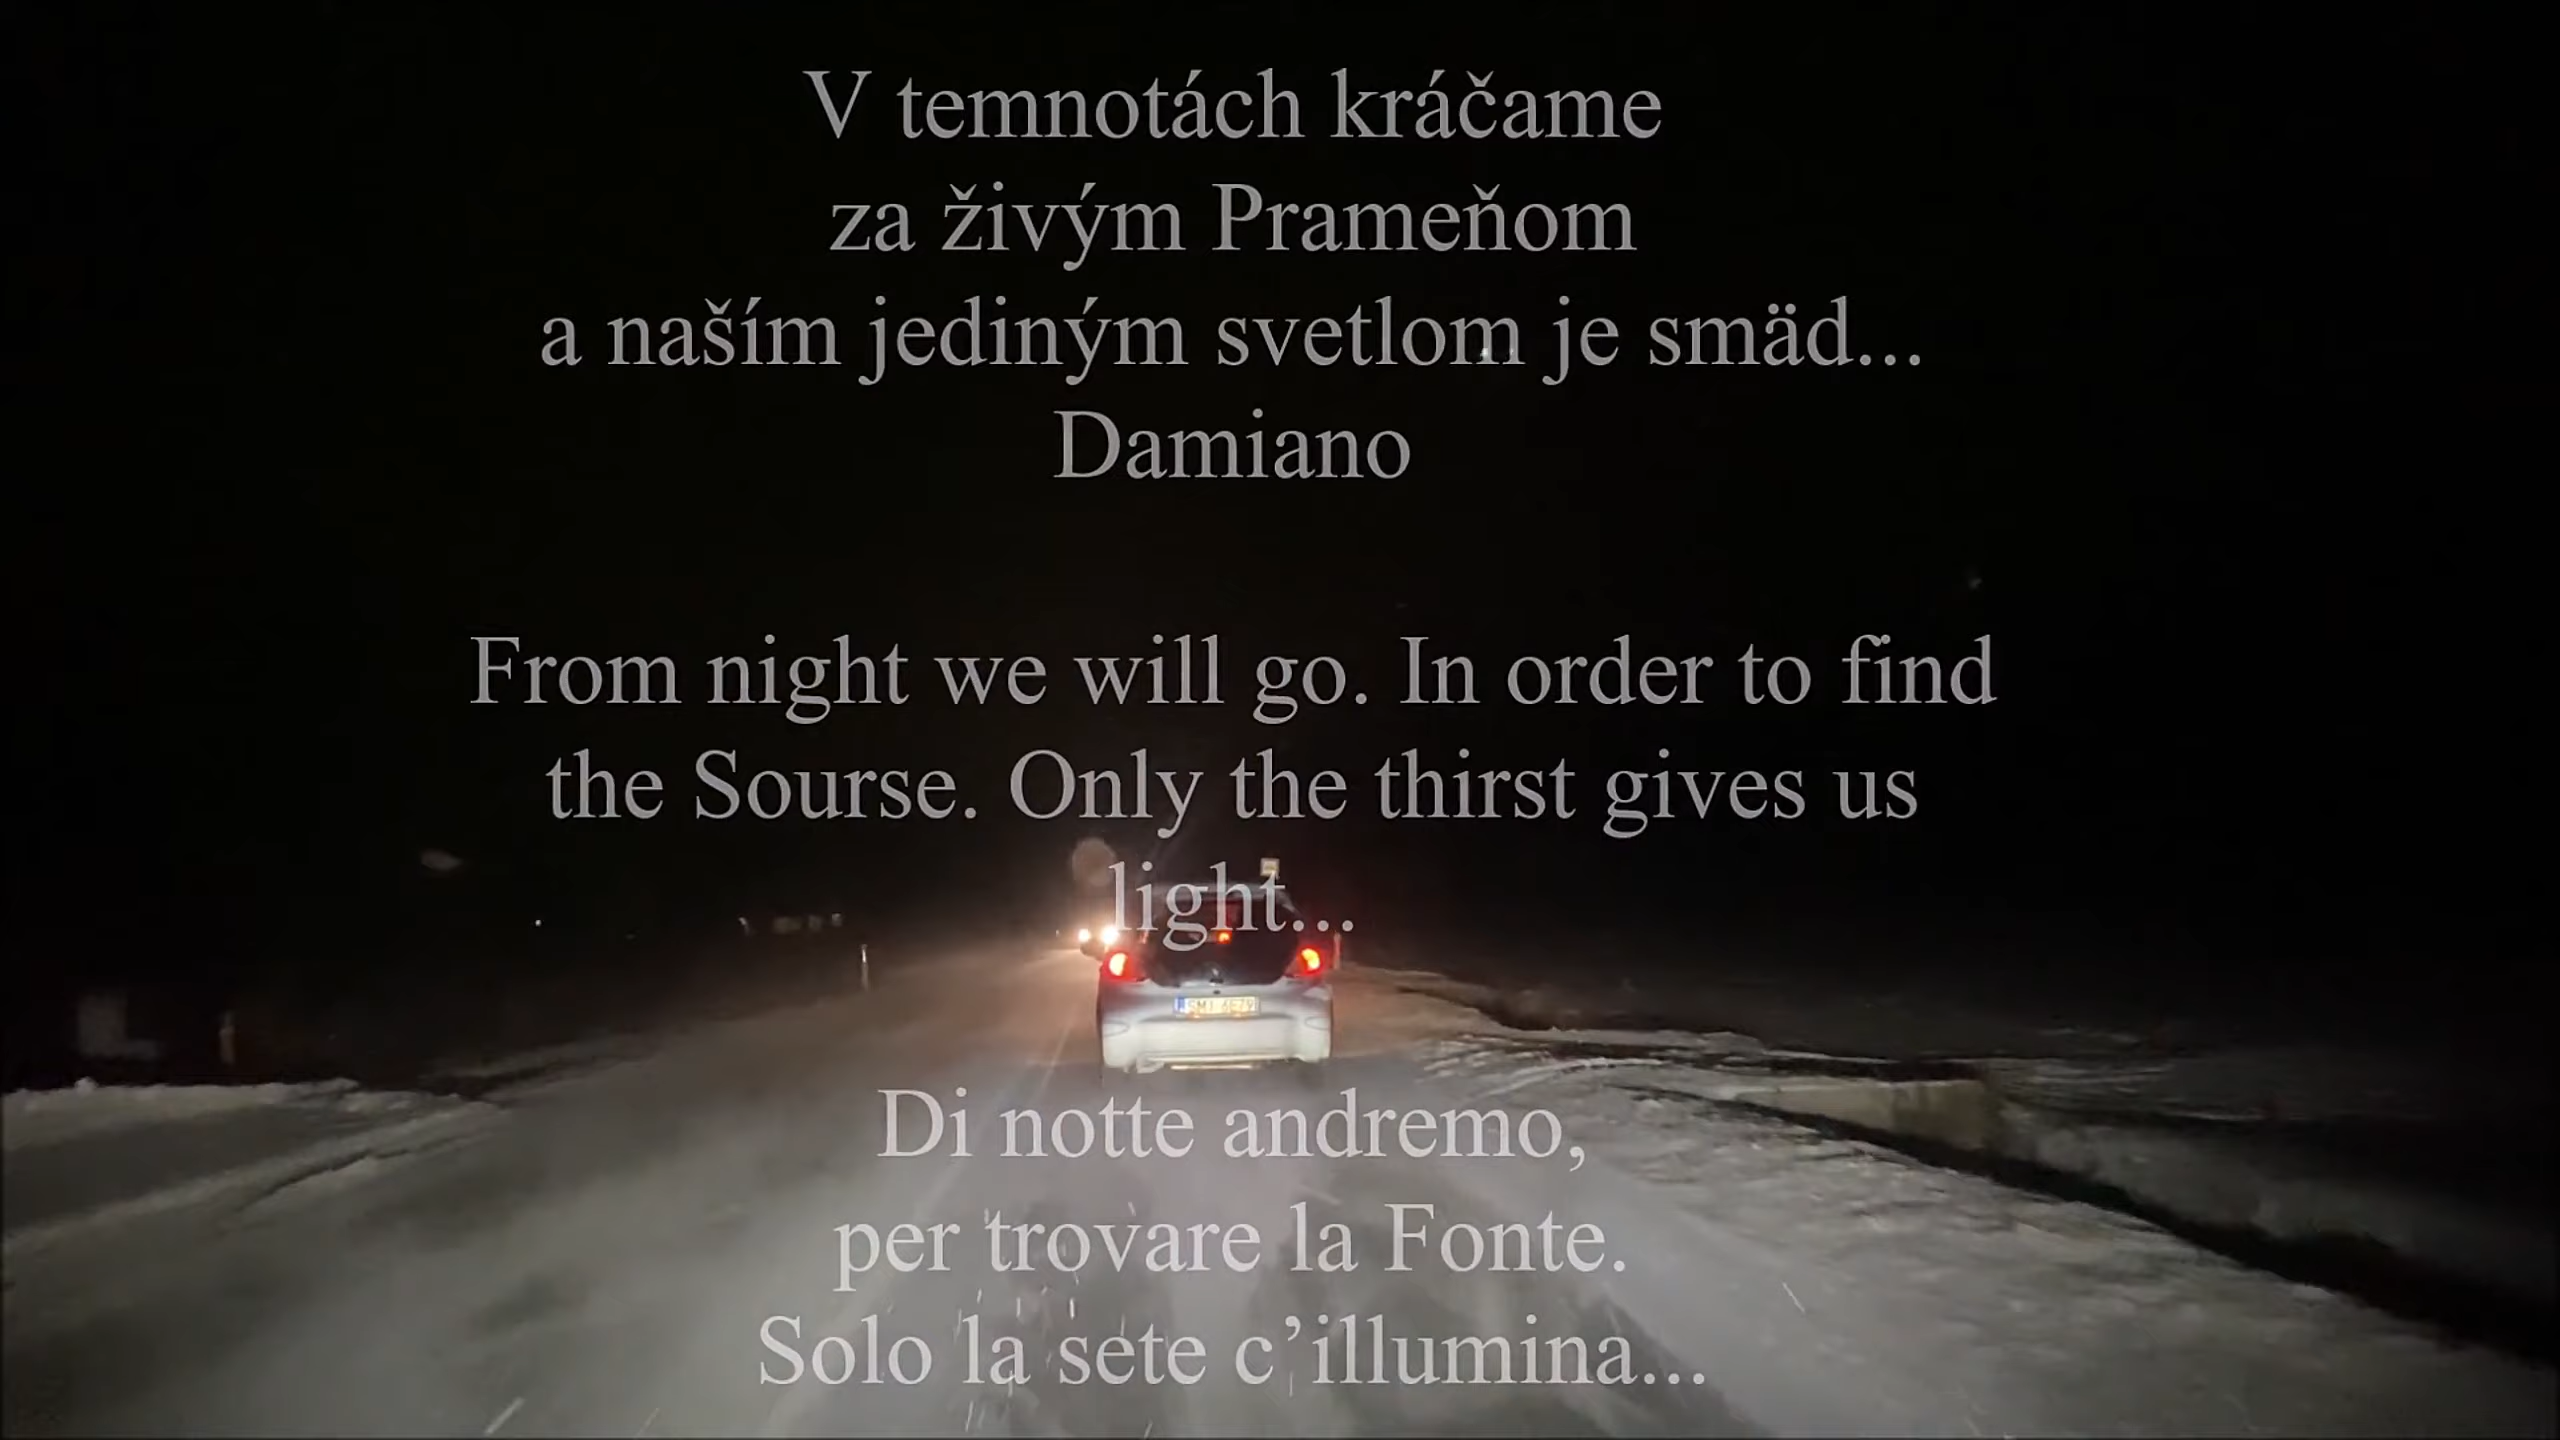 V temnotách kráčame
za živým Prameňom
a naším jediným svetlom je smäd...
Damiano
From night we will go. In order to find
the Sourse. Only the thirst gives us
light...
Di notte andremo,
per trovare la Fonte.
Solo la sete c’illumina...